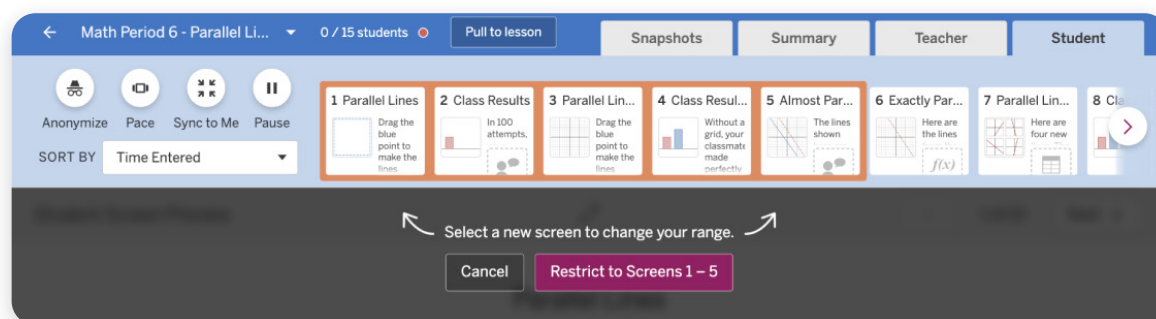 Math Period 6 - Parallel Li...
0 / 15 students
Pull to lesson
Snapshots
Summary
Teacher
Student
Anonymize
Pace
Sync to Me
Pause
SORT BY
Time Entered
1 Parallel Lines
Drag the
blue
point to
make the
lines
2 Class Results
In 100
attempts,
3 Parallel Lin...
Drag the
blue
point to
make the
lines
4 Class Resul...
Without a
grid, your
classmate
made
perfectly
5 Almost Par...
The lines
shown
6 Exactly Par...
Here are
the lines
f(x)
7 Parallel Lin...
Here are
four new
8 Cla
Select a new screen to change your range.
Cancel
Restrict to Screens 1 – 5
Parallel Lines